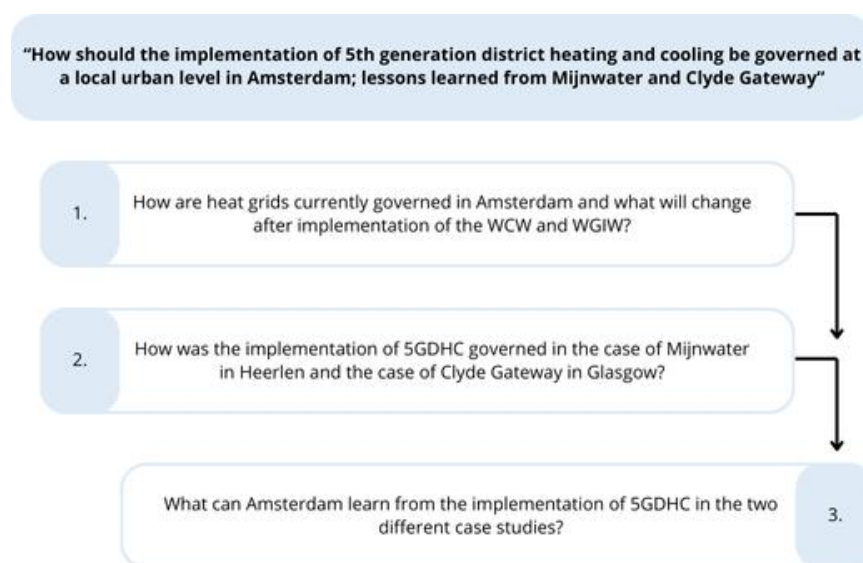 “How should the implementation of 5th generation district heating and cooling be governed at
a local urban level in Amsterdam; lessons learned from Mijnwater and Clyde Gateway”
1.
How are heat grids currently governed in Amsterdam and what will change
after implementation of the WCW and WGIW?
2.
How was the implementation of 5GDHC governed in the case of Mijnwater
in Heerlen and the case of Clyde Gateway in Glasgow?
What can Amsterdam learn from the implementation of 5GDHC in the two
different case studies?
3.